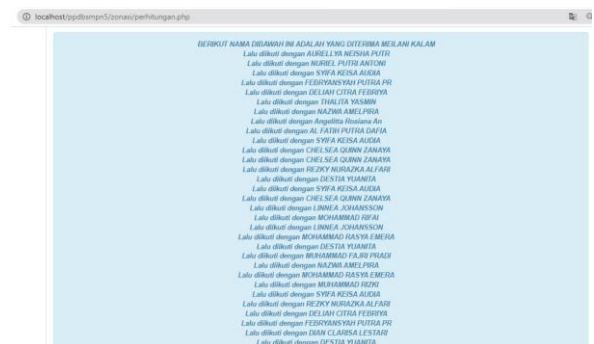 localhost/ppdbsmpn5/zonasi/perhitungan.php
BERIKUT NAMA DIBAWAH INI ADALAH YANG DITERIMA MEILANI KALAM
Lalu diikuti dengan AURELLYA NEISHA PUTR
Lalu diikuti dengan NURIEL PUTRI ANTONI
Lalu diikuti dengan SYIFA KEISA AUDIA
Lalu diikuti dengan FEBRYANSYAH PUTRA PR
Lalu diikuti dengan DELIAH CITRA FEBRIYA
Lalu diikuti dengan THALITA YASMIN
Lalu diikuti dengan NAZWA AMELPIRA
Lalu diikuti dengan Angelitta Rosiana An
Lalu diikuti dengan AL FATIH PUTRA DAFIA
Lalu diikuti dengan SYIFA KEISA AUDIA
Lalu diikuti dengan CHELSEA QUINN ZANAYA
Lalu diikuti dengan CHELSEA QUINN ZANAYA
Lalu diikuti dengan REZKY NURAZKA ALFARI
Lalu diikuti dengan DESTIA YUANITA
Lalu diikuti dengan SYIFA KEISA AUDIA
Lalu diikuti dengan CHELSEA QUINN ZANAYA
Lalu diikuti dengan LINNEA JOHANSSON
Lalu diikuti dengan MOHAMMAD RIFAI
Lalu diikuti dengan LINNEA JOHANSSON
Lalu diikuti dengan MOHAMMAD RASYA EMERA
Lalu diikuti dengan DESTIA YUANITA
Lalu diikuti dengan MUHAMMAD FAJRI PRADI
Lalu diikuti dengan NAZWA AMELPIRA
Lalu diikuti dengan MOHAMMAD RASYA EMERA
Lalu diikuti dengan MUHAMMAD RIZKI
Lalu diikuti dengan SYIFA KEISA AUDIA
Lalu diikuti dengan REZKY NURAZKA ALFARI
Lalu diikuti dengan DELIAH CITRA FEBRIYA
Lalu diikuti dengan FEBRYANSYAH PUTRA PR
Lalu diikuti dengan DIAN CLARISA LESTARI
Lalu diikuti dengan DESTIA YUANITA